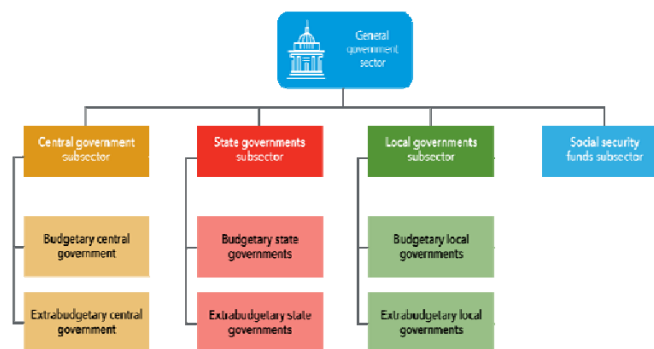 General
government
sector
Central government
subsector
State governments
subsector
Local governments
subsector
Social security
funds subsector
Budgetary central
government
Budgetary state
governments
Budgetary local
governments
Extrabudgetary central
government
Extrabudgetary state
governments
Extrabudgetary local
governments